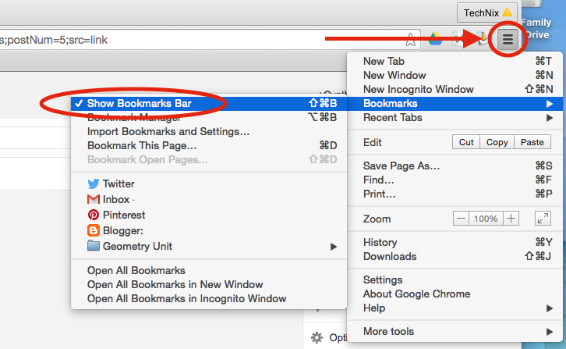 TechNix
Family
Drive
s;postNum=5;src=link
New Tab ⌘T
New Window ⌘N
New Incognito Window ⇧⌘N
Bookmarks
Recent Tabs
Edit Cut Copy Paste
Save Page As... ⌘S
Find... ⌘F
Print... ⌘P
Zoom − 100% +
History ⌘Y
Downloads ⇧⌘J
Settings
About Google Chrome
Help
More tools
✓ Show Bookmarks Bar ⇧⌘B
Bookmark Manager ⌥⌘B
Import Bookmarks and Settings...
Bookmark This Page... ⌘D
Bookmark Open Pages... ⇧⌘D
Twitter
Inbox ·
Pinterest
Blogger:
Geometry Unit
Open All Bookmarks
Open All Bookmarks in New Window
Open All Bookmarks in Incognito Window